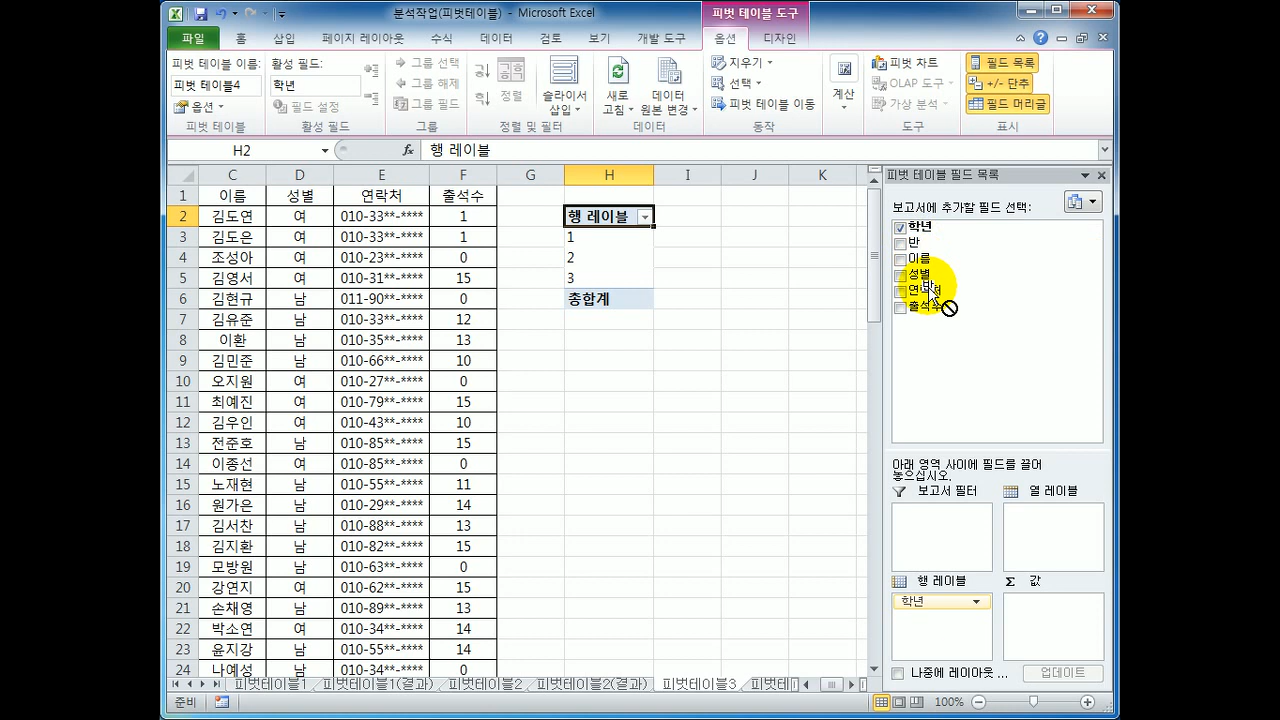 분석작업(피벗테이블) - Microsoft Excel
피벗 테이블 도구
파일 홈 삽입 페이지 레이아웃 수식 데이터 검토 보기 개발 도구 옵션 디자인
피벗 테이블 이름:
피벗 테이블4
옵션
피벗 테이블
활성 필드:
학년
필드 설정
활성 필드
그룹 선택
그룹 해제
그룹 필드
그룹
정렬
슬라이서
삽입
정렬 및 필터
새로
고침
데이터
원본 변경
데이터
지우기
선택
피벗 테이블 이동
동작
계산
피벗 차트
OLAP 도구
가상 분석
도구
필드 목록
+/- 단추
필드 머리글
표시
H2 fx 행 레이블
C D E F G H I J K
1 이름 성별 연락처 출석수
2 김도연 여 010-33**-**** 1 행 레이블
3 김도은 여 010-33**-**** 1 1
4 조성아 여 010-23**-**** 0 2
5 김영서 여 010-31**-**** 15 3
6 김현규 남 011-90**-**** 0 총합계
7 김유준 남 010-33**-**** 12
8 이환 남 010-35**-**** 13
9 김민준 남 010-66**-**** 10
10 오지원 여 010-27**-**** 0
11 최예진 여 010-79**-**** 15
12 김우인 여 010-43**-**** 10
13 전준호 남 010-85**-**** 15
14 이종선 여 010-85**-**** 0
15 노재현 남 010-55**-**** 11
16 원가은 남 010-29**-**** 14
17 김서찬 남 010-88**-**** 13
18 김지환 남 010-82**-**** 15
19 모방원 남 010-63**-**** 0
20 강연지 여 010-62**-**** 15
21 손채영 남 010-89**-**** 13
22 박소연 여 010-34**-**** 14
23 윤지강 남 010-55**-**** 14
24 나예성 남 010-34**-**** 0
피벗 테이블 필드 목록
보고서에 추가할 필드 선택:
학년
반
이름
성별
반
연락처
출석수
아래 영역 사이에 필드를 끌어
놓으십시오.
보고서 필터 열 레이블
행 레이블 Σ 값
학년
나중에 레이아웃 ... 업데이트
피벗테이블1 피벗테이블1(결과) 피벗테이블2 피벗테이블2(결과) 피벗테이블3 피벗테
준비 100%